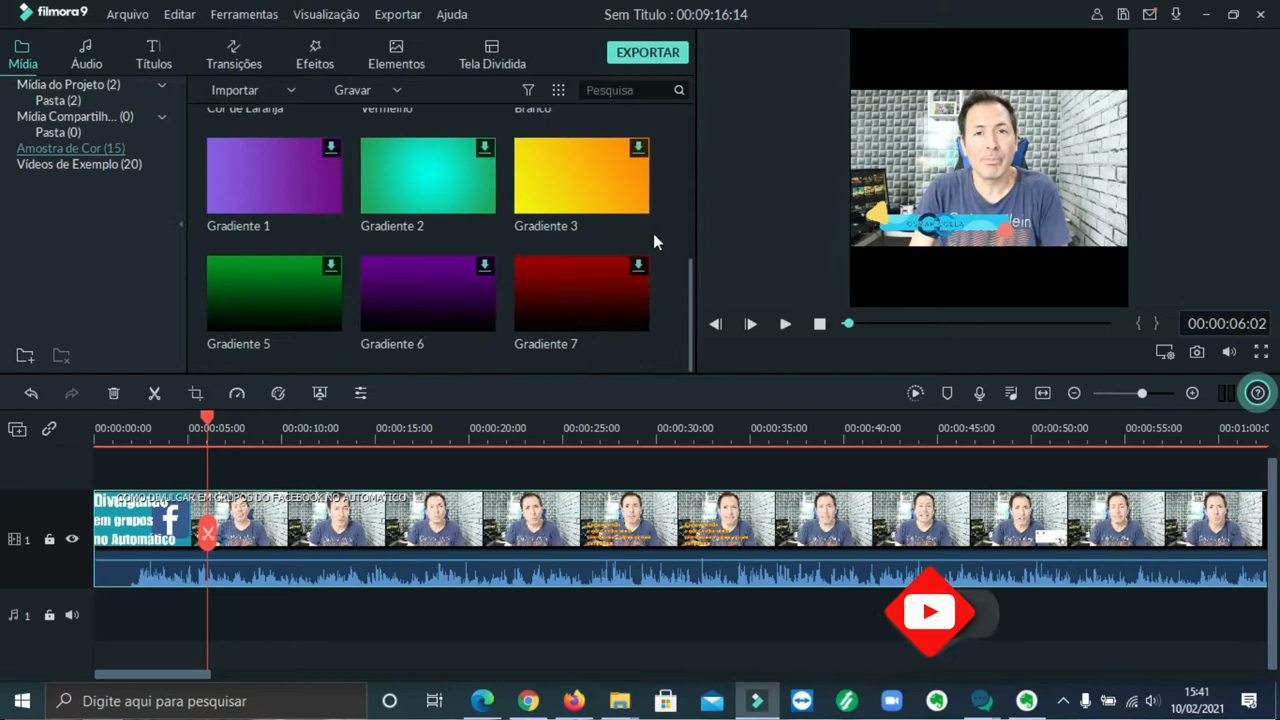 filmora9 Arquivo Editar Ferramentas Visualização Exportar Ajuda Sem Titulo : 00:09:16:14
Mídia Áudio Títulos Transições Efeitos Elementos Tela Dividida EXPORTAR
Mídia do Projeto (2)
Pasta (2)
Mídia Compartilh... (0)
Pasta (0)
Amostra de Cor (15)
Vídeos de Exemplo (20)
Importar Gravar Pesquisa
Cor de Laranja Vermelho Branco
Gradiente 1 Gradiente 2 Gradiente 3
Gradiente 5 Gradiente 6 Gradiente 7
00:00:06:02
00:00:00:00 00:00:05:00 00:00:10:00 00:00:15:00 00:00:20:00 00:00:25:00 00:00:30:00 00:00:35:00 00:00:40:00 00:00:45:00 00:00:50:00 00:00:55:00 00:01:00:0
COMO DIVULGAR EM GRUPOS DO FACEBOOK NO AUTOMATICO
Divulgando
em grupos
no Automático
1
1
Digite aqui para pesquisar
15:41
10/02/2021